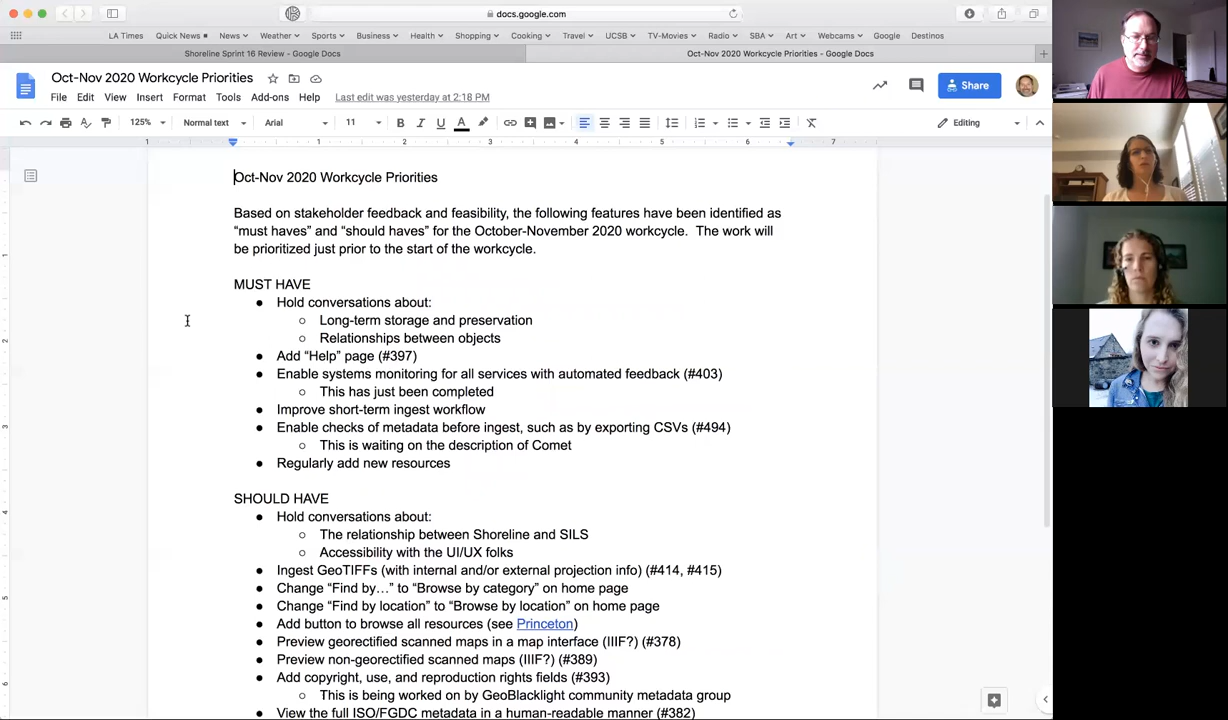 docs.google.com
LA Times Quick News News Weather Sports Business Health Shopping Cooking Travel UCSB TV-Movies Radio SBA Art Webcams Google Destinos
Shoreline Sprint 16 Review - Google Docs
Oct-Nov 2020 Workcycle Priorities - Google Docs
Oct-Nov 2020 Workcycle Priorities
File Edit View Insert Format Tools Add-ons Help Last edit was yesterday at 2:18 PM
Share
125% Normal text Arial 11 B I U A Editing
1 1 2 3 4 5 6 7
Oct-Nov 2020 Workcycle Priorities
Based on stakeholder feedback and feasibility, the following features have been identified as
“must haves” and “should haves” for the October-November 2020 workcycle. The work will
be prioritized just prior to the start of the workcycle.
MUST HAVE
● Hold conversations about:
○ Long-term storage and preservation
○ Relationships between objects
● Add “Help” page (#397)
● Enable systems monitoring for all services with automated feedback (#403)
○ This has just been completed
● Improve short-term ingest workflow
● Enable checks of metadata before ingest, such as by exporting CSVs (#494)
○ This is waiting on the description of Comet
● Regularly add new resources
SHOULD HAVE
● Hold conversations about:
○ The relationship between Shoreline and SILS
○ Accessibility with the UI/UX folks
● Ingest GeoTIFFs (with internal and/or external projection info) (#414, #415)
● Change “Find by…” to “Browse by category” on home page
● Change “Find by location” to “Browse by location” on home page
● Add button to browse all resources (see Princeton)
● Preview georectified scanned maps in a map interface (IIIF?) (#378)
● Preview non-georectified scanned maps (IIIF?) (#389)
● Add copyright, use, and reproduction rights fields (#393)
○ This is being worked on by GeoBlacklight community metadata group
● View the full ISO/FGDC metadata in a human-readable manner (#382)